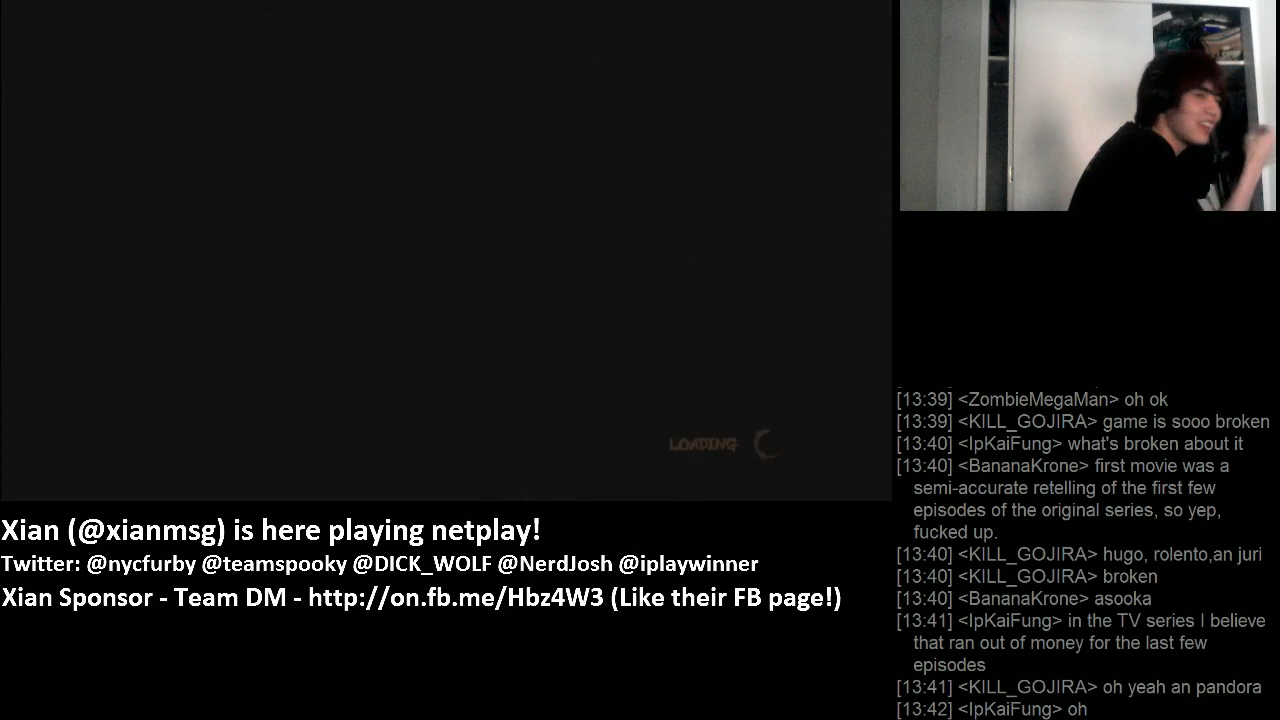 LOADING
Xian (@xianmsg) is here playing netplay!
Twitter: @nycfurby @teamspooky @DICK_WOLF @NerdJosh @iplaywinner
Xian Sponsor - Team DM - http://on.fb.me/Hbz4W3 (Like their FB page!)
[13:39] <ZombieMegaMan> oh ok
[13:39] <KILL_GOJIRA> game is sooo broken
[13:40] <IpKaiFung> what's broken about it
[13:40] <BananaKrone> first movie was a
semi-accurate retelling of the first few
episodes of the original series, so yep,
fucked up.
[13:40] <KILL_GOJIRA> hugo, rolento,an juri
[13:40] <KILL_GOJIRA> broken
[13:40] <BananaKrone> asooka
[13:41] <IpKaiFung> in the TV series I believe
that ran out of money for the last few
episodes
[13:41] <KILL_GOJIRA> oh yeah an pandora
[13:42] <IpKaiFung> oh